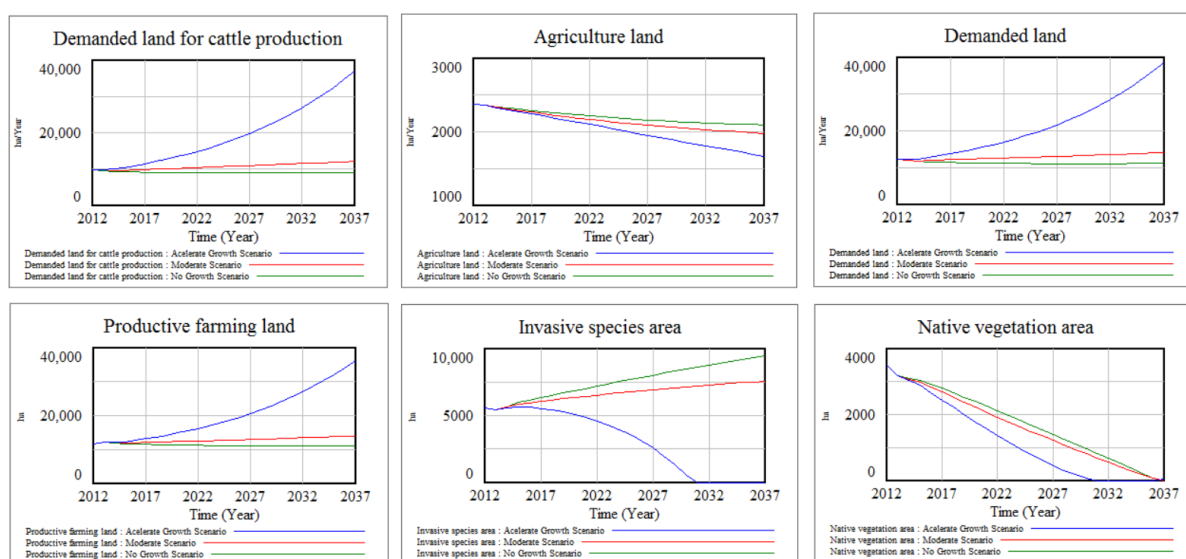 Demanded land for cattle production
40,000
20,000
0
ha/Year
2012 2017 2022 2027 2032 2037
Time (Year)
Demanded land for cattle production : Acelerate Growth Scenario
Demanded land for cattle production : Moderate Scenario
Demanded land for cattle production : No Growth Scenario
Agriculture land
3000
2000
1000
ha/Year
2012 2017 2022 2027 2032 2037
Time (Year)
Agriculture land : Acelerate Growth Scenario
Agriculture land : Moderate Scenario
Agriculture land : No Growth Scenario
Demanded land
40,000
20,000
0
ha/Year
2012 2017 2022 2027 2032 2037
Time (Year)
Demanded land : Acelerate Growth Scenario
Demanded land : Moderate Scenario
Demanded land : No Growth Scenario
Productive farming land
40,000
20,000
0
ha
2012 2017 2022 2027 2032 2037
Time (Year)
Productive farming land : Acelerate Growth Scenario
Productive farming land : Moderate Scenario
Productive farming land : No Growth Scenario
Invasive species area
10,000
5000
0
ha
2012 2017 2022 2027 2032 2037
Time (Year)
Invasive species area : Acelerate Growth Scenario
Invasive species area : Moderate Scenario
Invasive species area : No Growth Scenario
Native vegetation area
4000
2000
0
ha
2012 2017 2022 2027 2032 2037
Time (Year)
Native vegetation area : Acelerate Growth Scenario
Native vegetation area : Moderate Scenario
Native vegetation area : No Growth Scenario